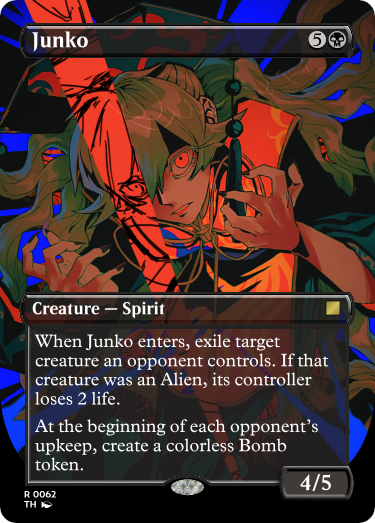 Junko
5
Creature — Spirit
When Junko enters, exile target
creature an opponent controls. If that
creature was an Alien, its controller
loses 2 life.
At the beginning of each opponent's
upkeep, create a colorless Bomb
token.
4/5
R 0062
TH